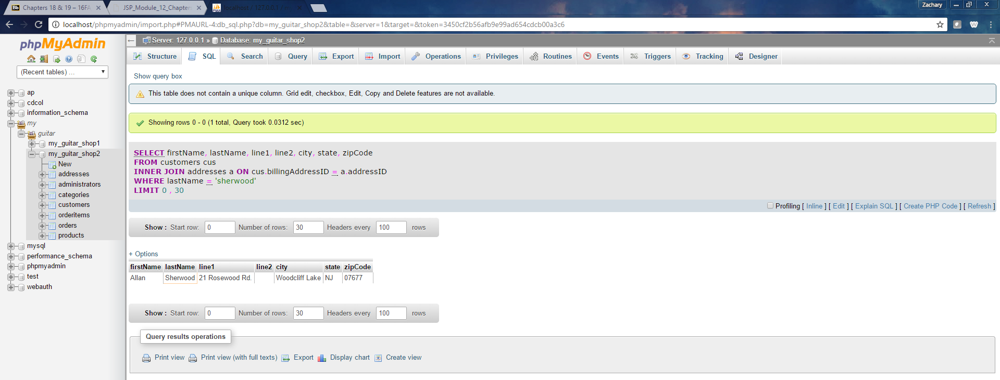 Chapters 18 & 19 – 16FA
JSP_Module_12_Chapters
localhost / 127.0.0.1 / m
Zachary
localhost/phpmyadmin/import.php#PMAURL-4:db_sql.php?db=my_guitar_shop2&table=&server=1&target=&token=3450cf2b56afb9e99ad654cdcb00a3c6
phpMyAdmin
(Recent tables) ...
ap
cdcol
information_schema
my
guitar
my_guitar_shop1
my_guitar_shop2
New
addresses
administrators
categories
customers
orderitems
orders
products
mysql
performance_schema
phpmyadmin
test
webauth
Server: 127.0.0.1 » Database: my_guitar_shop2
Structure SQL Search Query Export Import Operations Privileges Routines Events Triggers Tracking Designer
Show query box
This table does not contain a unique column. Grid edit, checkbox, Edit, Copy and Delete features are not available.
Showing rows 0 - 0 (1 total, Query took 0.0312 sec)
SELECT firstName, lastName, line1, line2, city, state, zipCode
FROM customers cus
INNER JOIN addresses a ON cus.billingAddressID = a.addressID
WHERE lastName = 'sherwood'
LIMIT 0 , 30
Profiling [ Inline ] [ Edit ] [ Explain SQL ] [ Create PHP Code ] [ Refresh ]
Show : Start row: 0 Number of rows: 30 Headers every 100 rows
+ Options
firstName lastName line1 line2 city state zipCode
Allan Sherwood 21 Rosewood Rd. Woodcliff Lake NJ 07677
Show : Start row: 0 Number of rows: 30 Headers every 100 rows
Query results operations
Print view Print view (with full texts) Export Display chart Create view